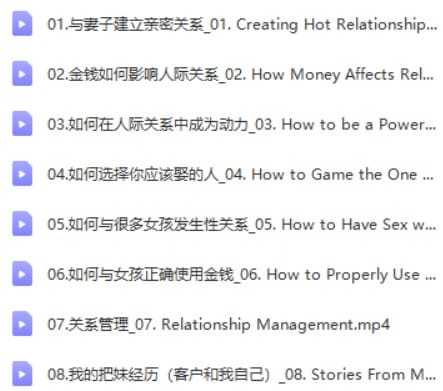 01.与妻子建立亲密关系_01. Creating Hot Relationship...
02.金钱如何影响人际关系_02. How Money Affects Rel...
03.如何在人际关系中成为动力_03. How to be a Power...
04.如何选择你应该娶的人_04. How to Game the One ...
05.如何与很多女孩发生性关系_05. How to Have Sex w...
06.如何与女孩正确使用金钱_06. How to Properly Use ...
07.关系管理_07. Relationship Management.mp4
08.我的把妹经历（客户和我自己）_08. Stories From M...